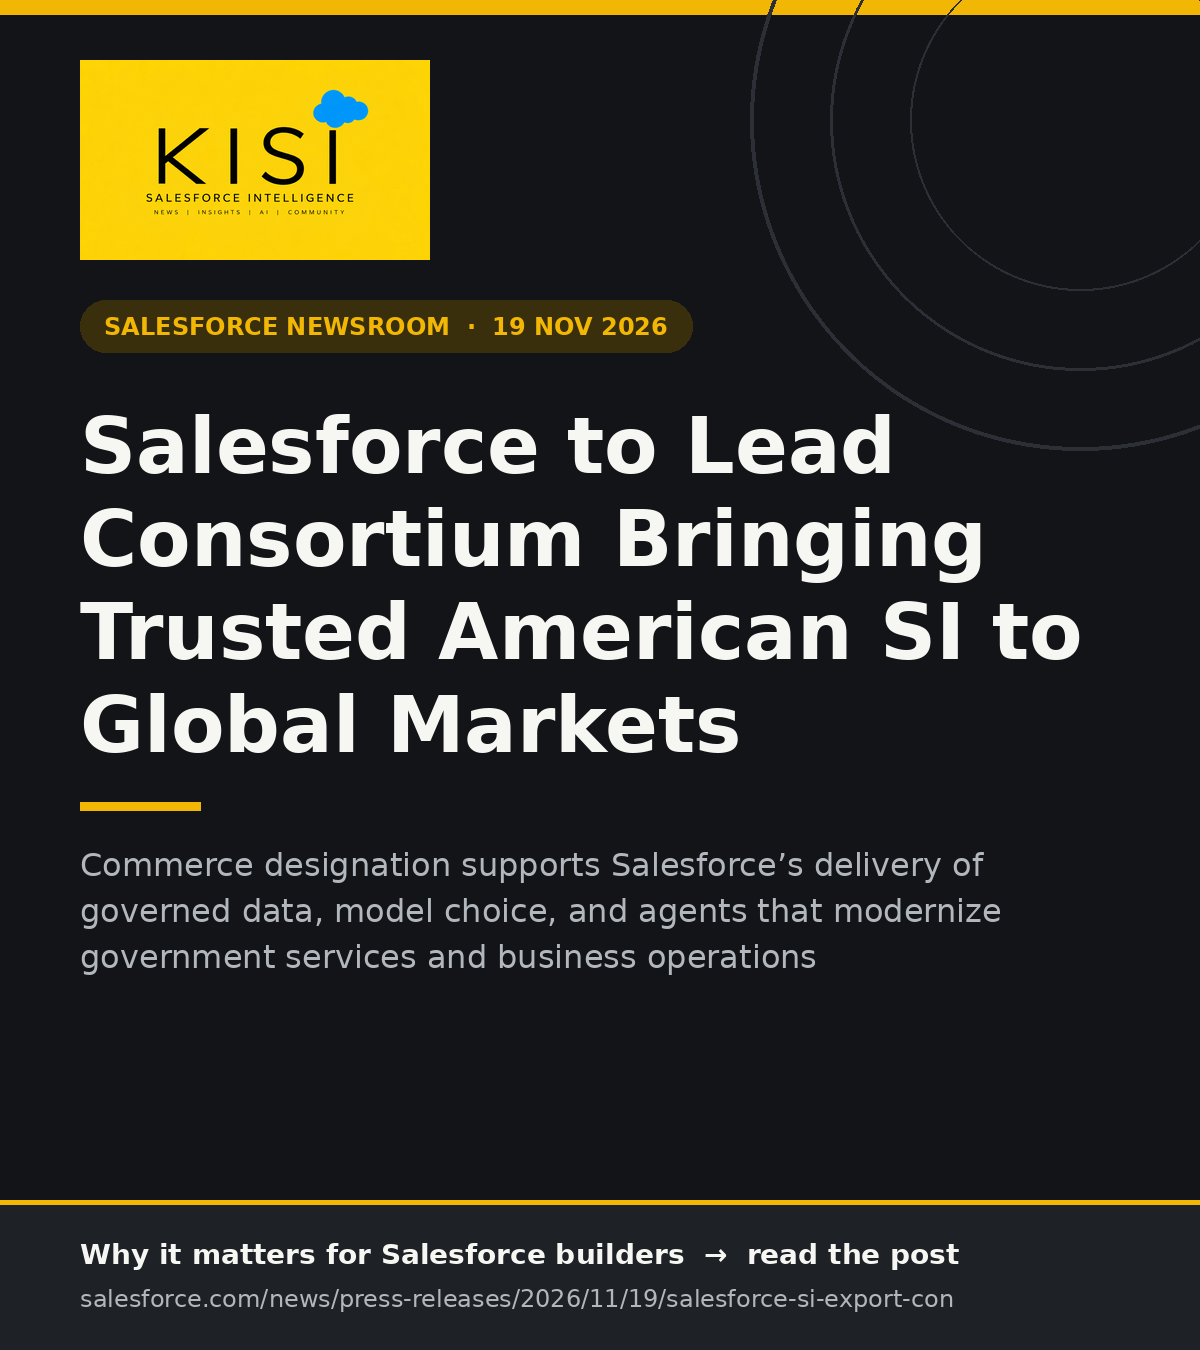 KISI
SALESFORCE INTELLIGENCE
NEWS | INSIGHTS | AI | COMMUNITY
SALESFORCE NEWSROOM · 19 NOV 2026
Salesforce to Lead
Consortium Bringing
Trusted American SI to
Global Markets
Commerce designation supports Salesforce’s delivery of
governed data, model choice, and agents that modernize
government services and business operations
Why it matters for Salesforce builders → read the post
salesforce.com/news/press-releases/2026/11/19/salesforce-si-export-con